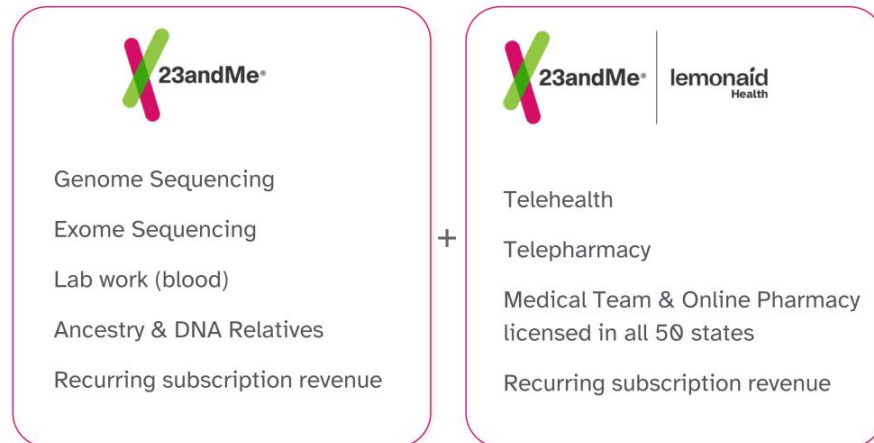 23andMe®
Genome Sequencing
Exome Sequencing
Lab work (blood)
Ancestry & DNA Relatives
Recurring subscription revenue
+
23andMe® lemonaid
Health
Telehealth
Telepharmacy
Medical Team & Online Pharmacy
licensed in all 50 states
Recurring subscription revenue